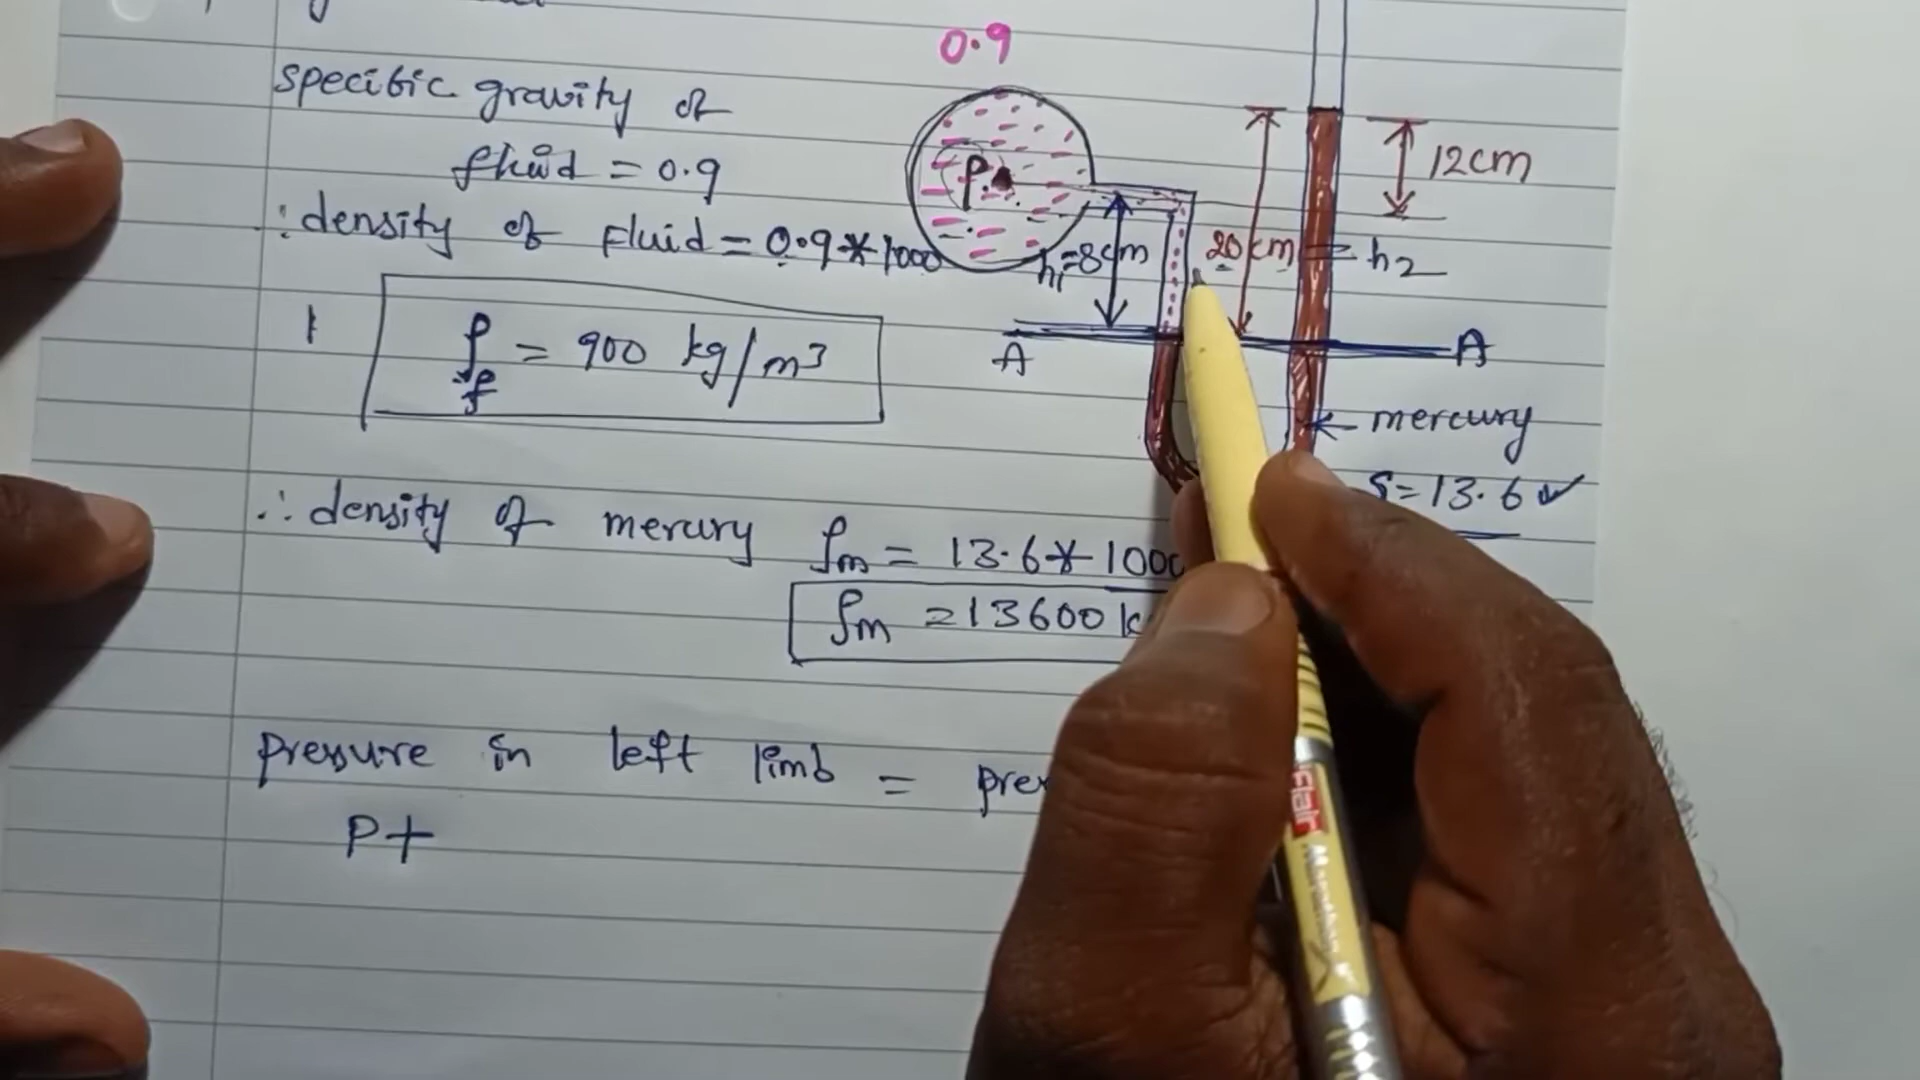 0.9
specific gravity of
fluid = 0.9
∴ density of fluid = 0.9 * 1000
ρf = 900 kg/m3
P.
12cm
h1=8cm
20cm = h2
A
A
mercury
S=13.6
∴ density of mercury ρm = 13.6 * 1000
ρm = 13600
pressure in left limb =
P+
Flair